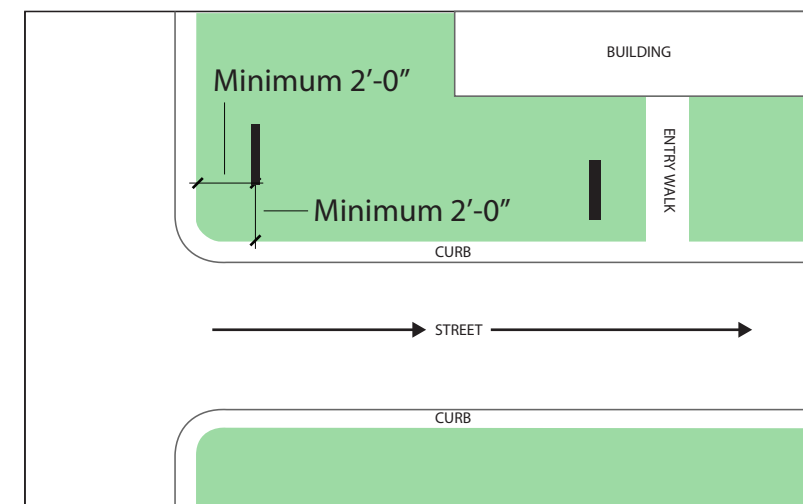 BUILDING
Minimum 2’-0”
ENTRY WALK
Minimum 2’-0”
CURB
STREET
CURB